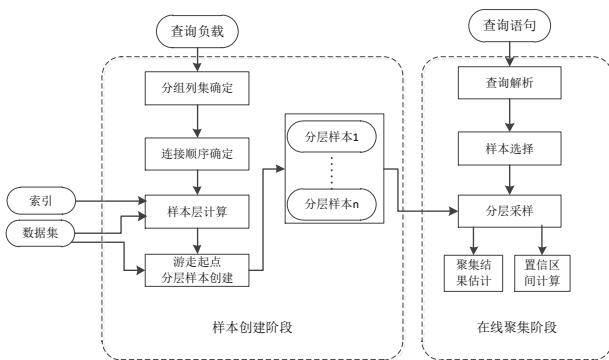 查询负载
分组列集确定
连接顺序确定
索引
数据集
样本层计算
游走起点
分层样本创建
分层样本1
分层样本n
样本创建阶段
查询语句
查询解析
样本选择
分层采样
聚集结
果估计
置信区
间计算
在线聚集阶段